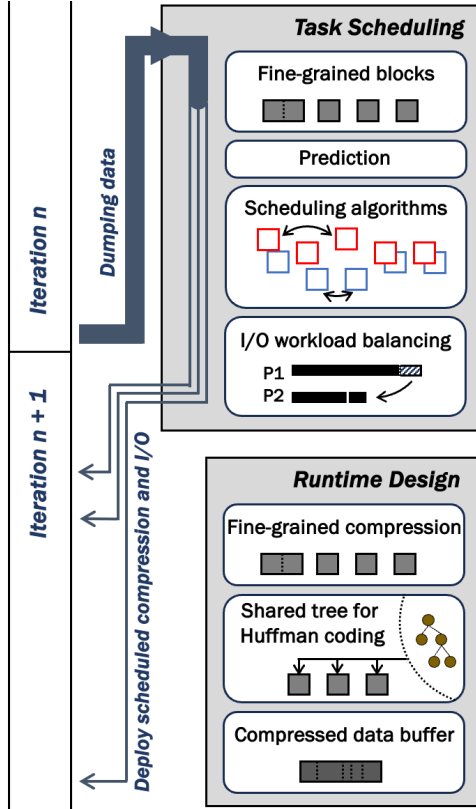 Task Scheduling
Fine-grained blocks
Prediction
Scheduling algorithms
I/O workload balancing
P1
P2
Iteration n
Dumping data
Iteration n + 1
Deploy scheduled compression and I/O
Runtime Design
Fine-grained compression
Shared tree for
Huffman coding
Compressed data buffer